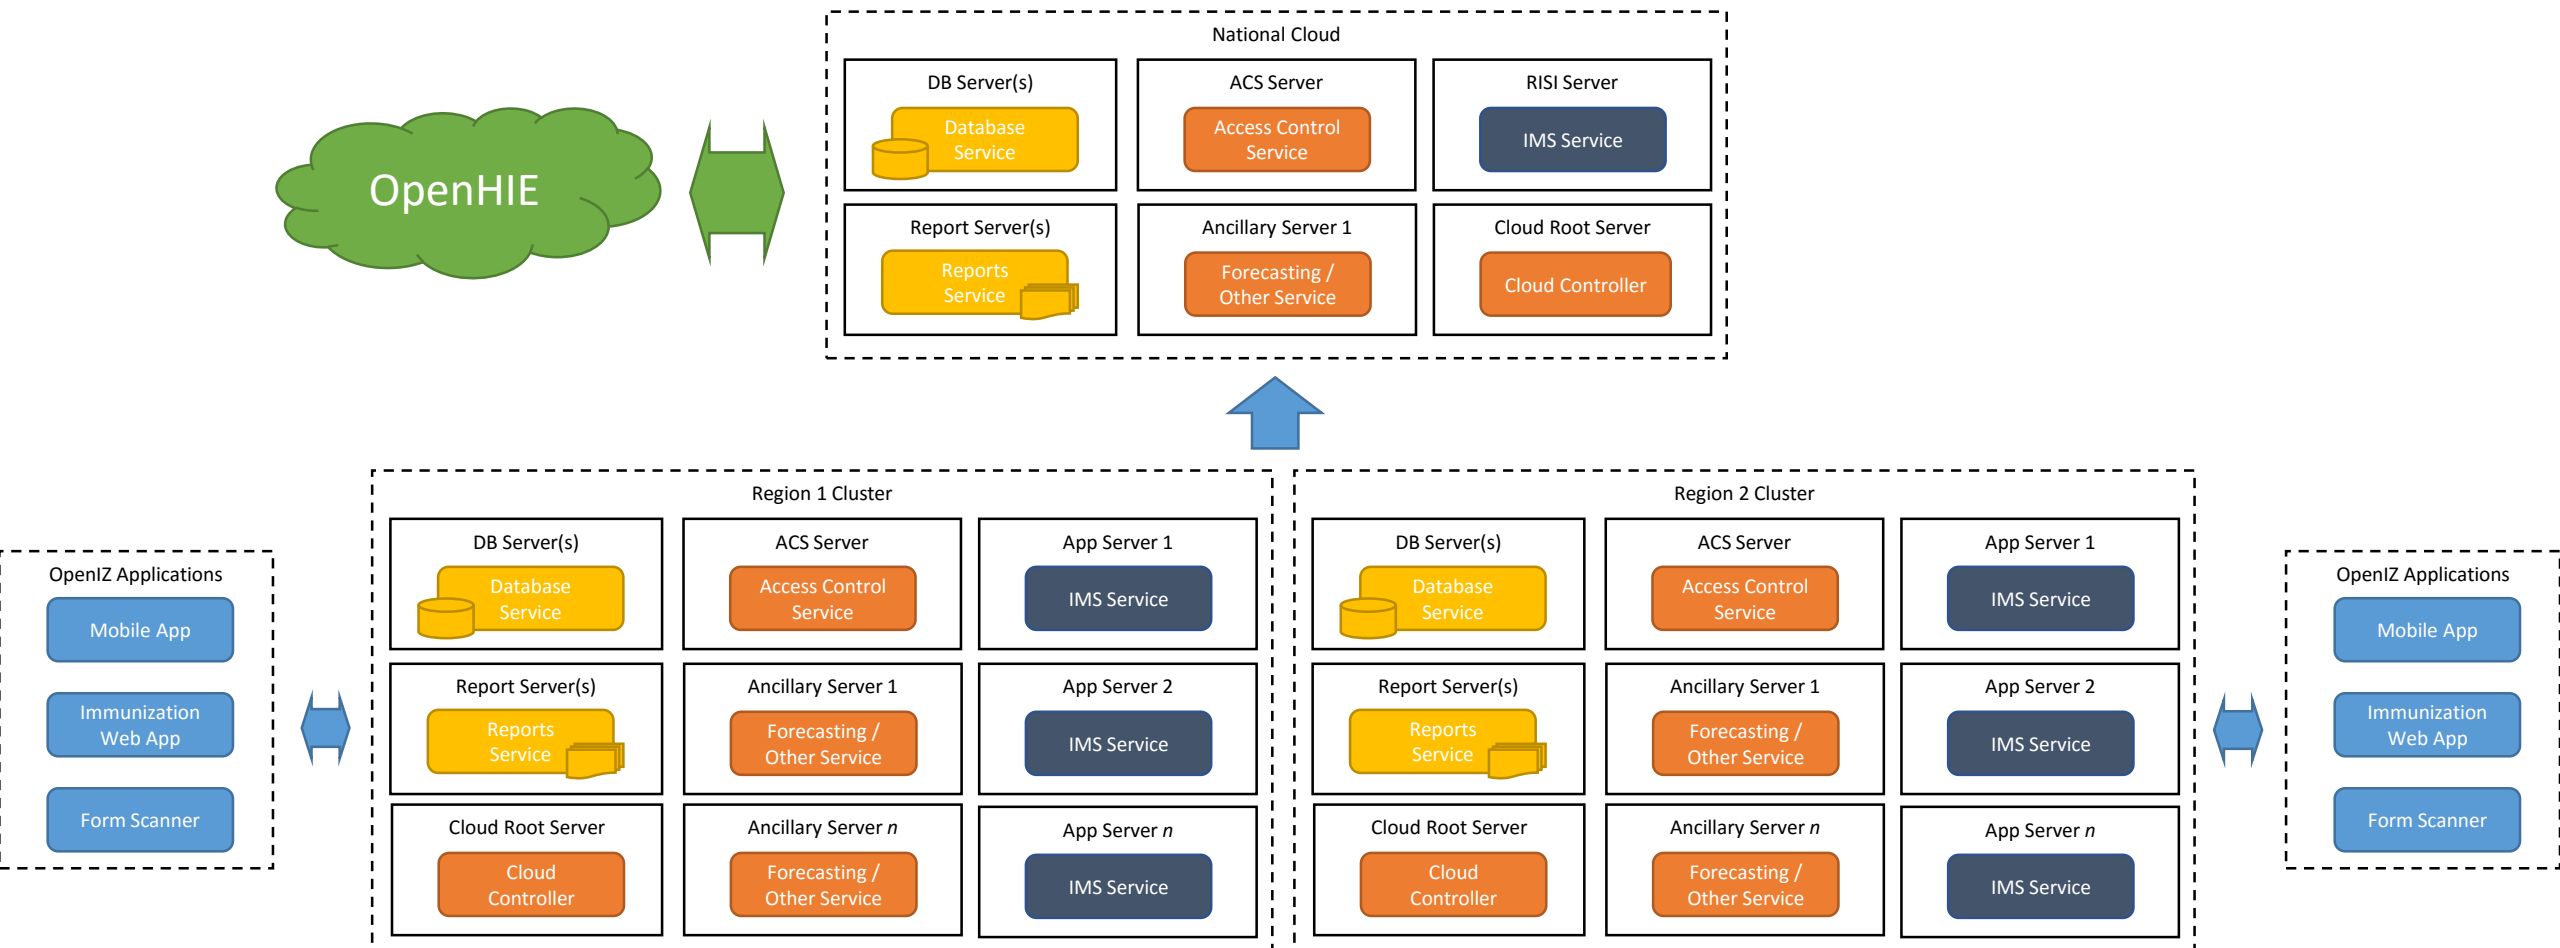 National Cloud
DB Server(s)
Database
Service
ACS Server
Access Control
Service
RISI Server
IMS Service
OpenHIE
Report Server(s)
Reports
Service
Ancillary Server 1
Forecasting /
Other Service
Cloud Root Server
Cloud Controller
OpenIZ Applications
Mobile App
Immunization
Web App
Form Scanner
Region 1 Cluster
DB Server(s)
Database
Service
ACS Server
Access Control
Service
App Server 1
IMS Service
Report Server(s)
Reports
Service
Ancillary Server 1
Forecasting /
Other Service
App Server 2
IMS Service
Cloud Root Server
Cloud
Controller
Ancillary Server n
Forecasting /
Other Service
App Server n
IMS Service
Region 2 Cluster
DB Server(s)
Database
Service
ACS Server
Access Control
Service
App Server 1
IMS Service
Report Server(s)
Reports
Service
Ancillary Server 1
Forecasting /
Other Service
App Server 2
IMS Service
Cloud Root Server
Cloud
Controller
Ancillary Server n
Forecasting /
Other Service
App Server n
IMS Service
OpenIZ Applications
Mobile App
Immunization
Web App
Form Scanner